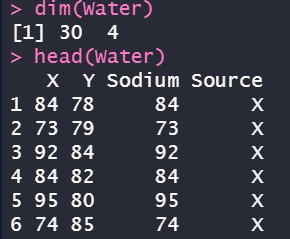 > dim(Water)
[1] 30 4
> head(Water)
X Y Sodium Source
1 84 78 84 X
2 73 79 73 X
3 92 84 92 X
4 84 82 84 X
5 95 80 95 X
6 74 85 74 X